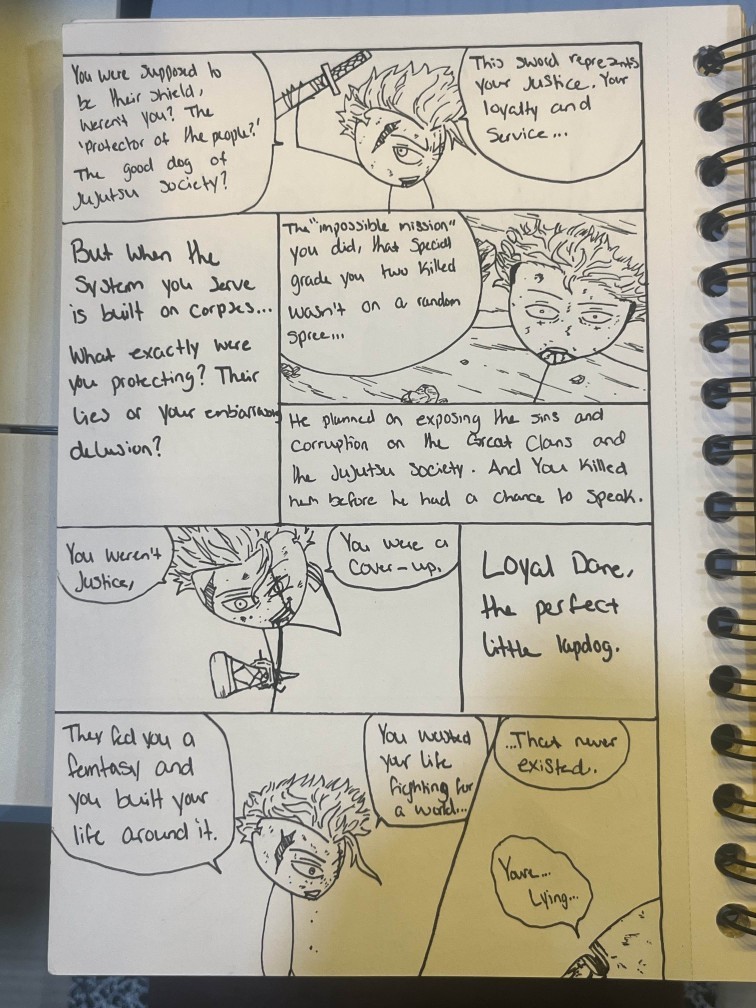 You were supposed to
be their shield,
weren't you? The
'protector of the people?'
The good dog of
Jujutsu society?
This sword represents
your justice. Your
loyalty and
service...
But when the
system you serve
is built on corpses...
What exactly were
you protecting? Their
lies or your embarrassing
delusion?
The "impossible mission"
you did, that special
grade you two killed
wasn't on a random
spree...
He planned on exposing the sins and
corruption on the Great Clans and
the Jujutsu Society. And you killed
him before he had a chance to speak.
You weren't
justice,
You were a
cover-up.
Loyal Dare,
the perfect
little lapdog.
They fed you a
femtasy and
you built your
life around it.
You wasted
your life
fighting for
a world...
...That never
existed.
Youre...
Lying...